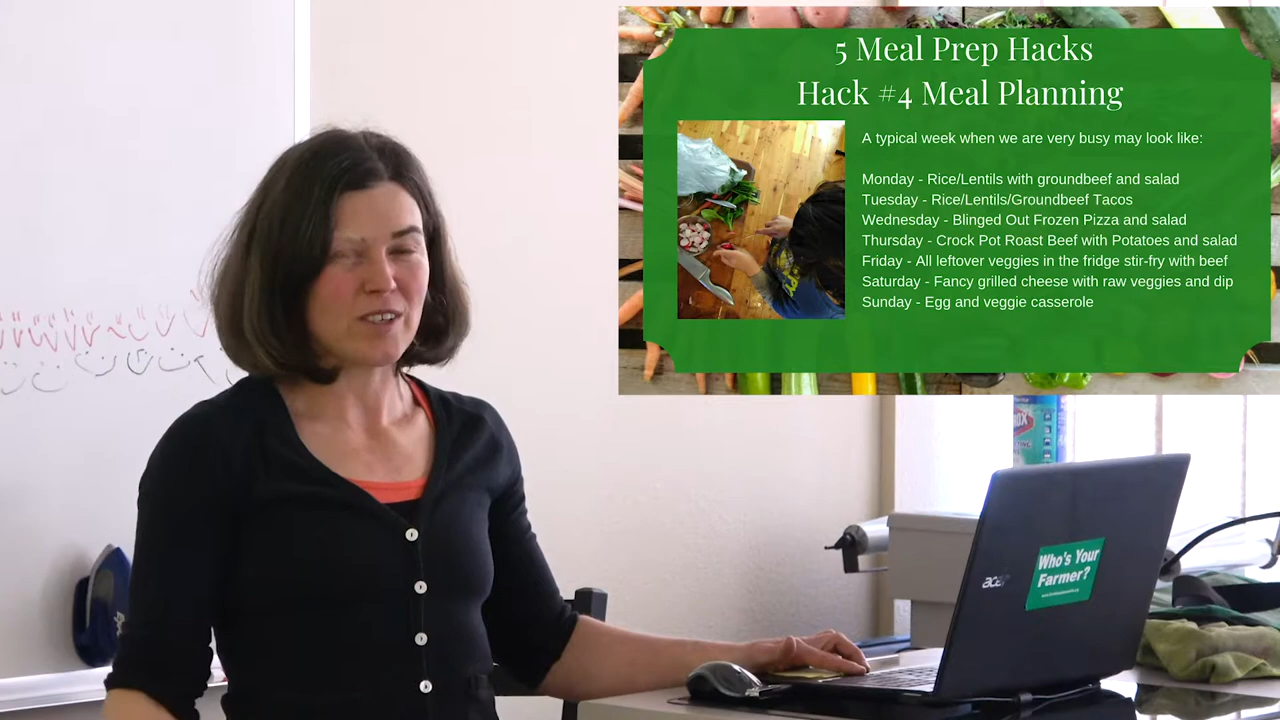 5 Meal Prep Hacks
Hack #4 Meal Planning
A typical week when we are very busy may look like:
Monday - Rice/Lentils with groundbeef and salad
Tuesday - Rice/Lentils/Groundbeef Tacos
Wednesday - Blinged Out Frozen Pizza and salad
Thursday - Crock Pot Roast Beef with Potatoes and salad
Friday - All leftover veggies in the fridge stir-fry with beef
Saturday - Fancy grilled cheese with raw veggies and dip
Sunday - Egg and veggie casserole
acer
Who's Your
Farmer?